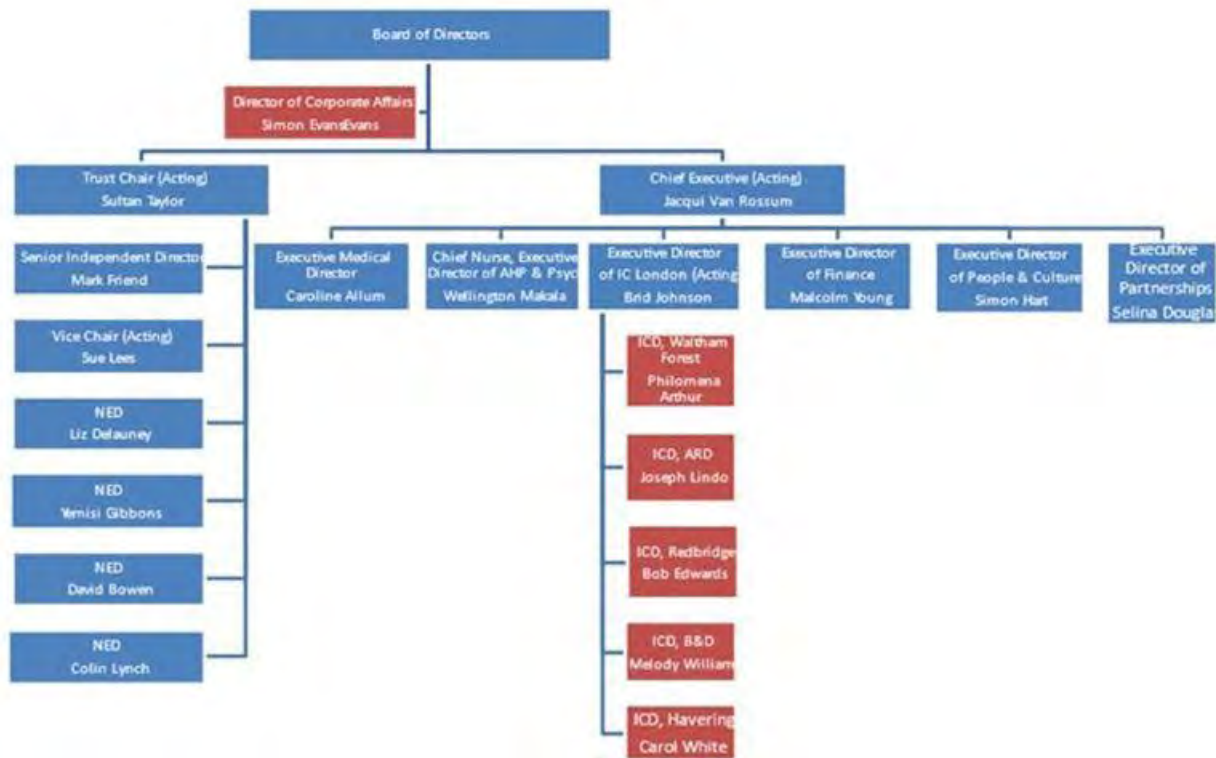 Board of Directors
Director of Corporate Affairs
Simon EvansEvans
Trust Chair (Acting)
Sultan Taylor
Chief Executive (Acting)
Jacqui Van Rossum
Senior Independent Director
Mark Friend
Vice Chair (Acting)
Sue Lees
NED
Liz Delauney
NED
Yemisi Gibbons
NED
David Bowen
NED
Colin Lynch
Executive Medical
Director
Caroline Allum
Chief Nurse, Executive
Director of AHP & Psyc
Wellington Makala
Executive Director
of IC London (Acting
Brid Johnson
Executive Director
of Finance
Malcolm Young
Executive Director
of People & Culture
Simon Hart
Executive
Director of
Partnerships
Selina Douglas
ICD, Waltham
Forest
Philomena
Arthur
ICD, ARD
Joseph Lindo
ICD, Redbridge
Bob Edwards
ICD, B&D
Melody William
ICD, Havering
Carol White